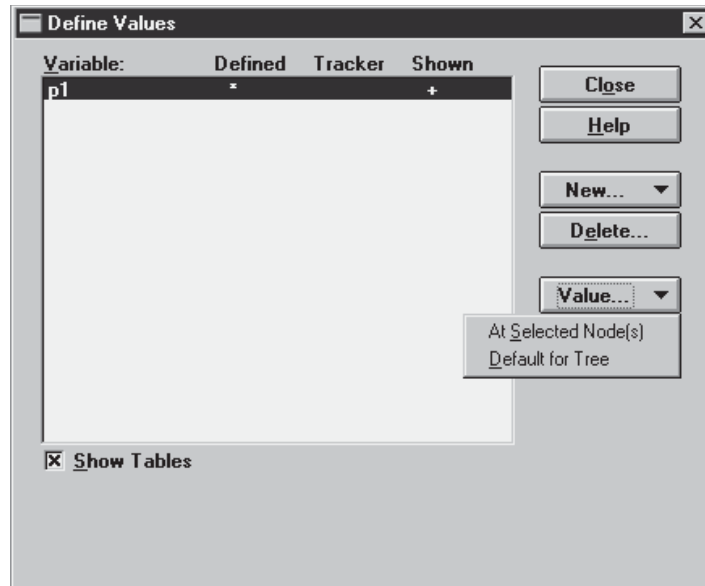 Define Values
Variable: Defined Tracker Shown
p1 * +
Close
Help
New...
Delete...
Value...
At Selected Node(s)
Default for Tree
Show Tables